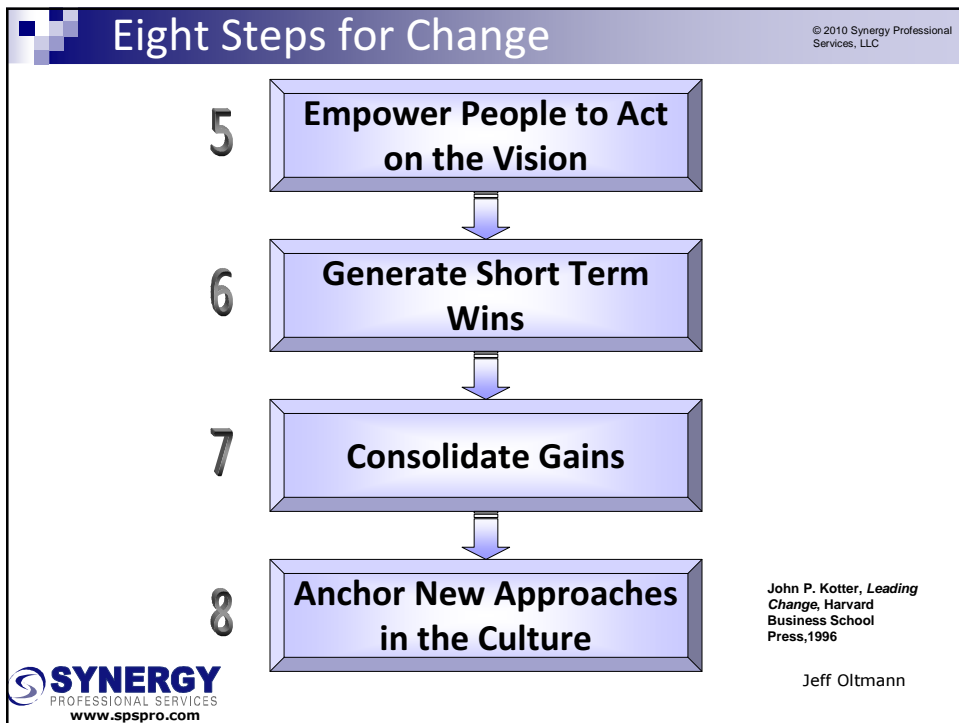 Eight Steps for Change
© 2010 Synergy Professional
Services, LLC
5
Empower People to Act
on the Vision
6
Generate Short Term
Wins
7
Consolidate Gains
8
Anchor New Approaches
in the Culture
John P. Kotter, Leading
Change, Harvard
Business School
Press,1996
Jeff Oltmann
SYNERGY
PROFESSIONAL SERVICES
www.spspro.com